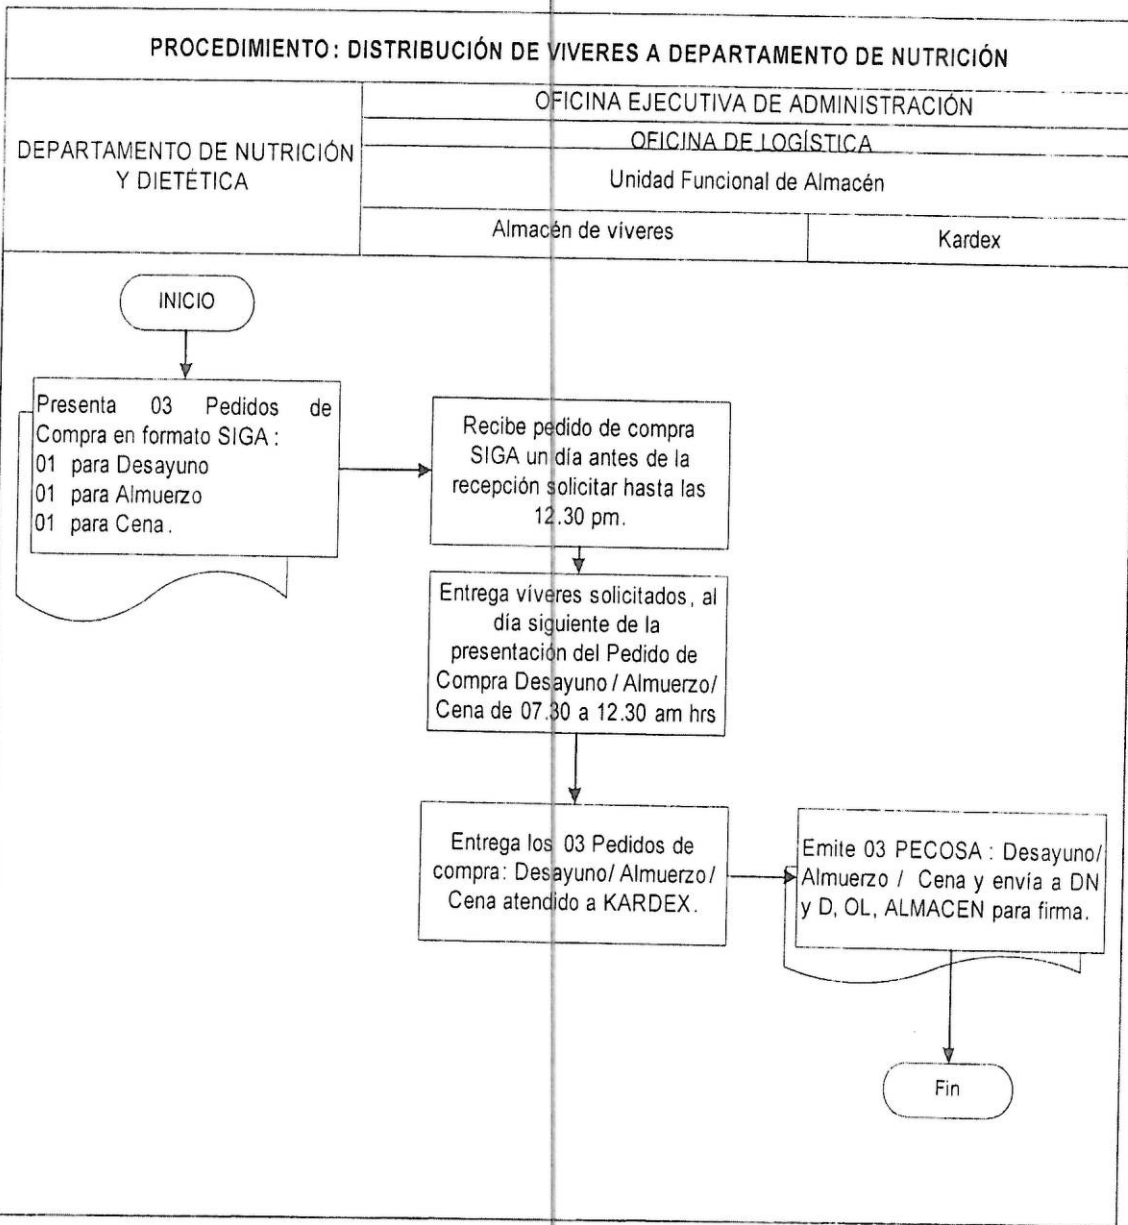 PROCEDIMIENTO: DISTRIBUCIÓN DE VIVERES A DEPARTAMENTO DE NUTRICIÓN
DEPARTAMENTO DE NUTRICIÓN
Y DIETÉTICA
OFICINA EJECUTIVA DE ADMINISTRACIÓN
OFICINA DE LOGÍSTICA
Unidad Funcional de Almacén
Almacén de víveres
Kardex
INICIO
Presenta 03 Pedidos de
Compra en formato SIGA :
01 para Desayuno
01 para Almuerzo
01 para Cena .
Recibe pedido de compra
SIGA un día antes de la
recepción solicitar hasta las
12.30 pm.
Entrega víveres solicitados, al
día siguiente de la
presentación del Pedido de
Compra Desayuno / Almuerzo/
Cena de 07.30 a 12.30 am hrs
Entrega los 03 Pedidos de
compra: Desayuno/ Almuerzo /
Cena atendido a KARDEX.
Emite 03 PECOSA : Desayuno/
Almuerzo / Cena y envía a DN
y D, OL, ALMACEN para firma.
Fin